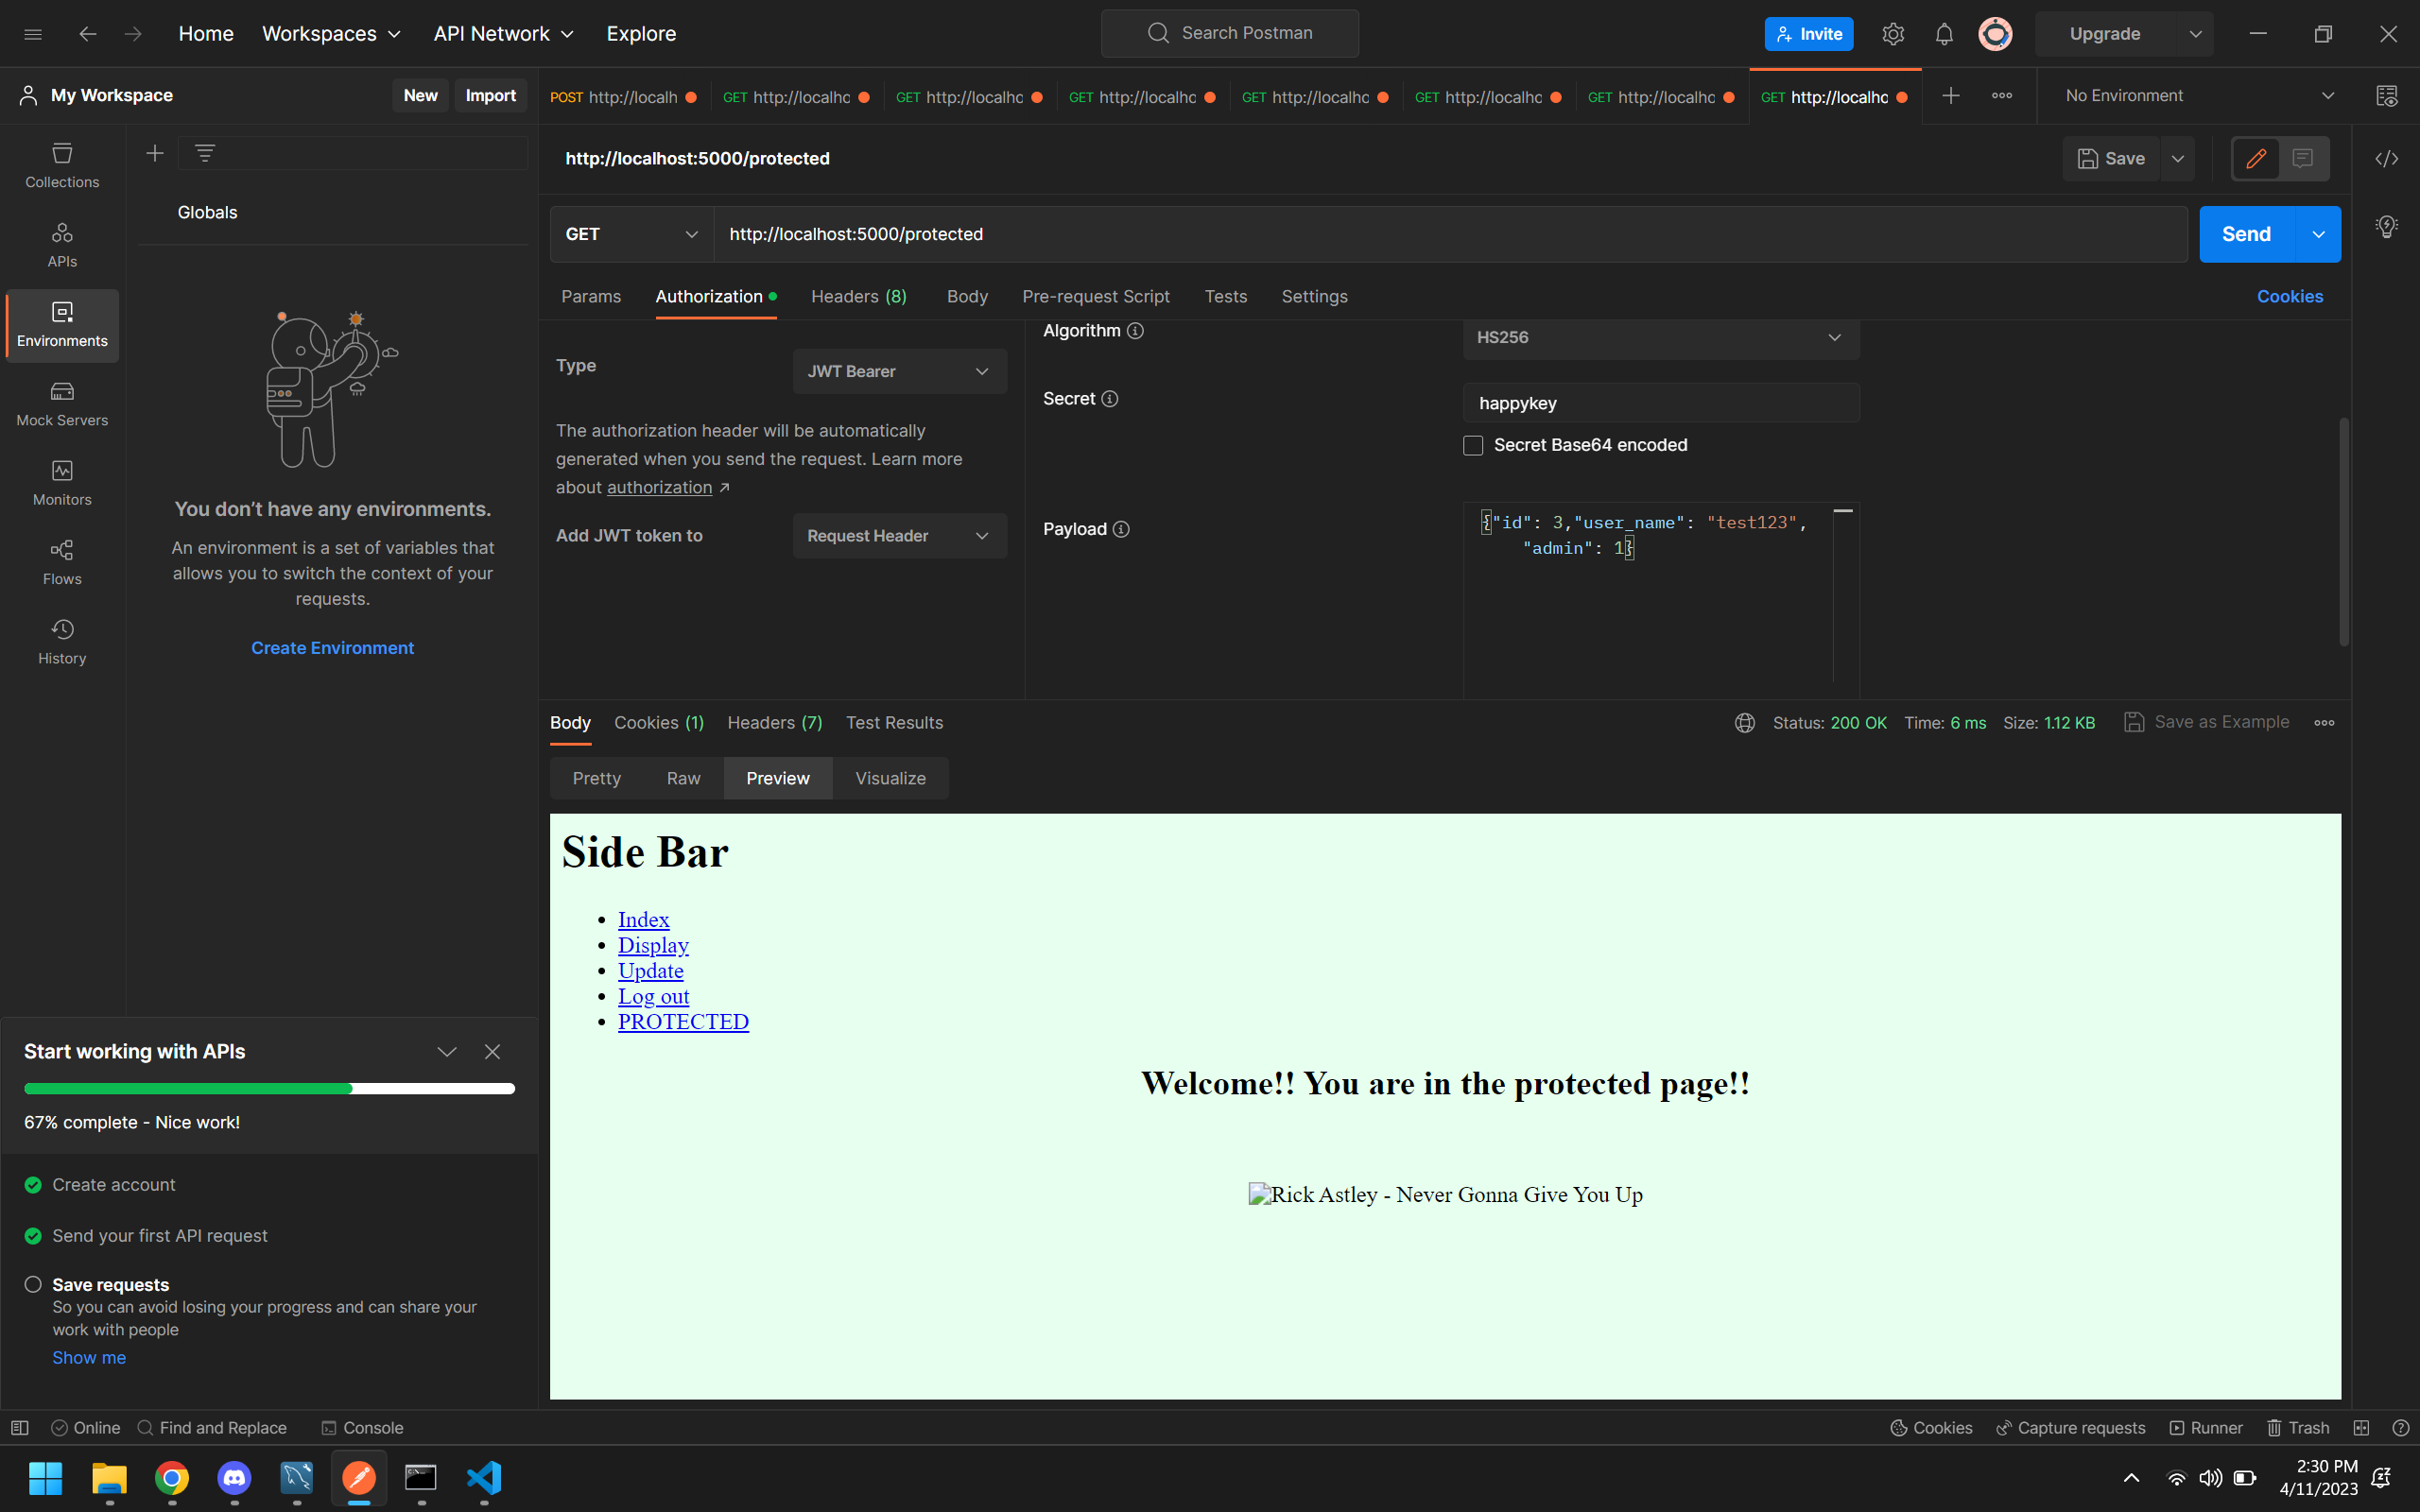 Home Workspaces API Network Explore Search Postman Invite Upgrade
My Workspace New Import
POST http://localh GET http://localhc GET http://localhc GET http://localhc GET http://localhc GET http://localhc GET http://localhc GET http://localhc No Environment
Collections
APIs
Environments
Mock Servers
Monitors
Flows
History
Globals
You don’t have any environments.
An environment is a set of variables that
allows you to switch the context of your
requests.
Create Environment
http://localhost:5000/protected Save
GET http://localhost:5000/protected Send
Params Authorization Headers (8) Body Pre-request Script Tests Settings Cookies
Type JWT Bearer
The authorization header will be automatically
generated when you send the request. Learn more
about authorization ↗
Add JWT token to Request Header
Algorithm HS256
Secret happykey
Secret Base64 encoded
Payload
{"id": 3,"user_name": "test123",
"admin": 1}
Body Cookies (1) Headers (7) Test Results Status: 200 OK Time: 6 ms Size: 1.12 KB Save as Example
Pretty Raw Preview Visualize
Side Bar
Index
Display
Update
Log out
PROTECTED
Welcome!! You are in the protected page!!
Rick Astley - Never Gonna Give You Up
Start working with APIs
67% complete - Nice work!
Create account
Send your first API request
Save requests
So you can avoid losing your progress and can share your
work with people
Show me
Online Find and Replace Console Cookies Capture requests Runner Trash
2:30 PM
4/11/2023